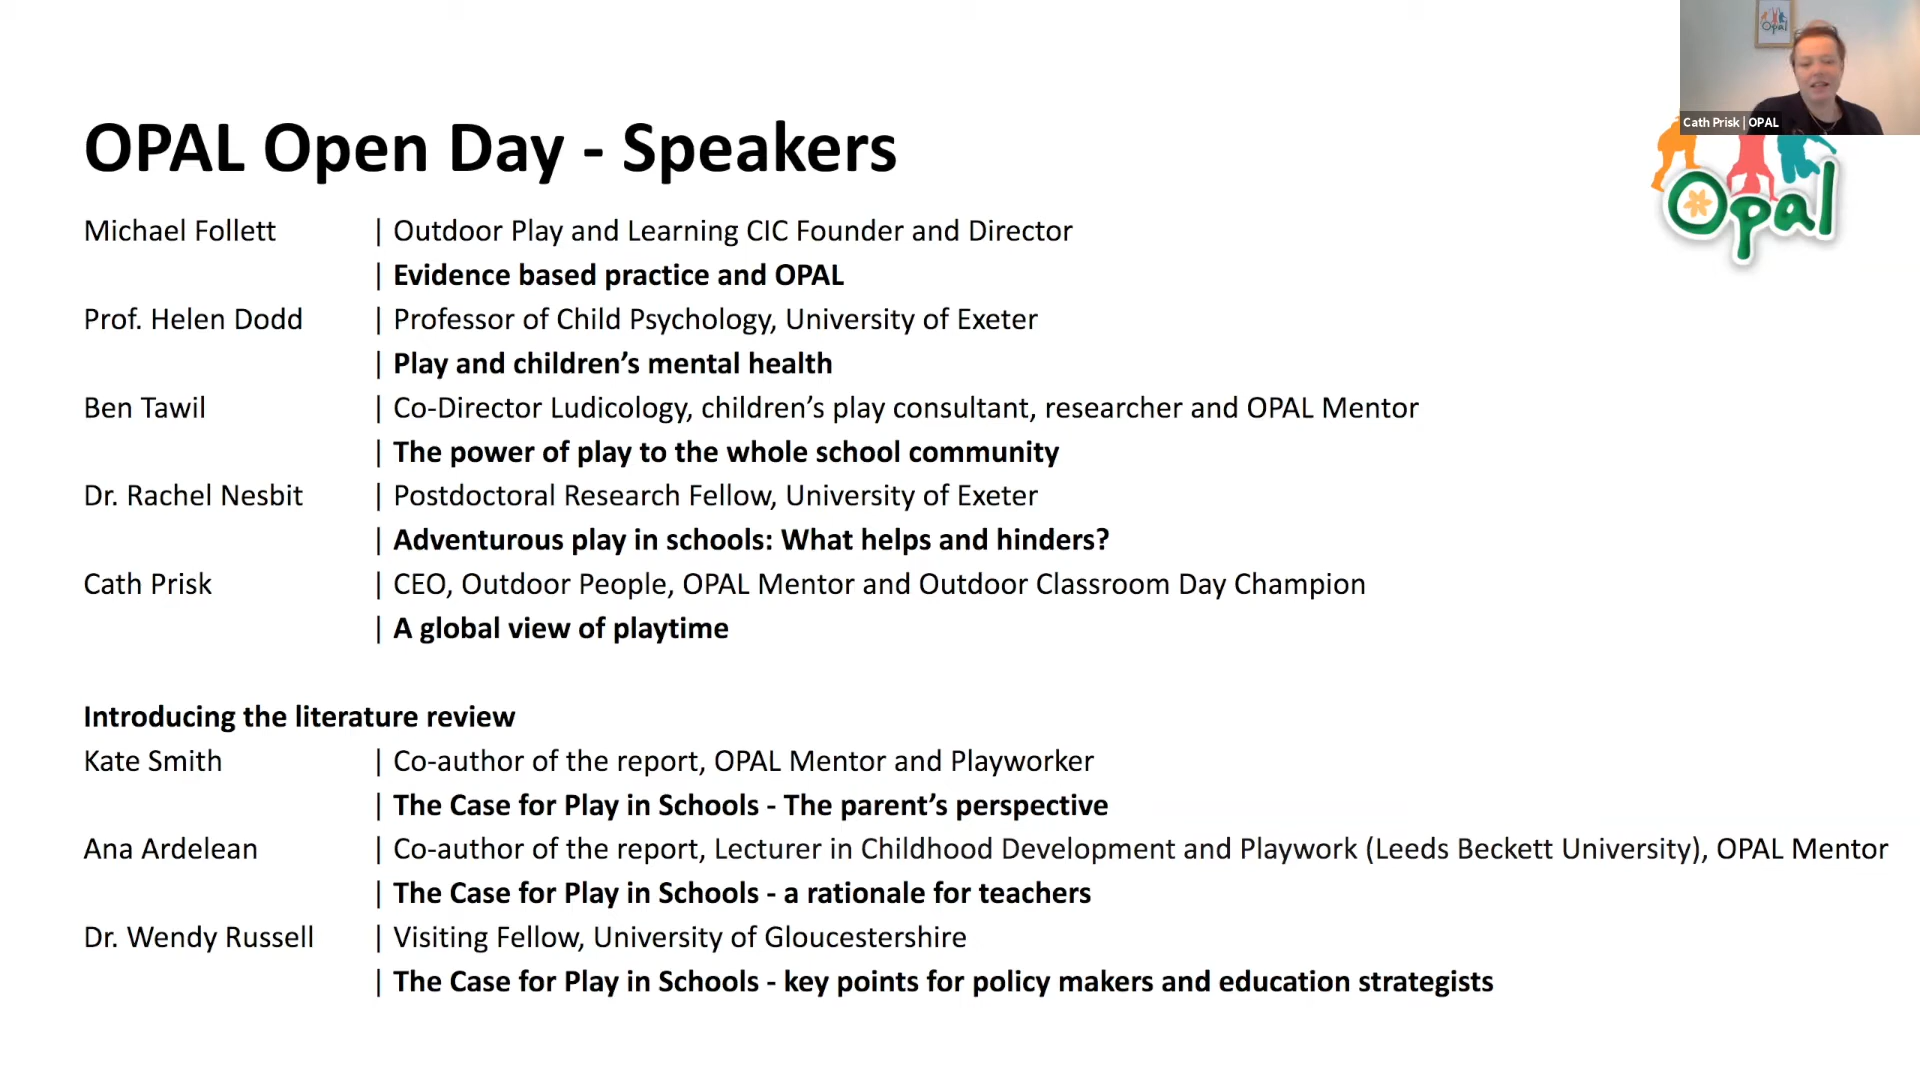 Opal
Cath Prisk | OPAL
Opal
OPAL Open Day - Speakers
Michael Follett | Outdoor Play and Learning CIC Founder and Director
| Evidence based practice and OPAL
Prof. Helen Dodd | Professor of Child Psychology, University of Exeter
| Play and children’s mental health
Ben Tawil | Co-Director Ludicology, children’s play consultant, researcher and OPAL Mentor
| The power of play to the whole school community
Dr. Rachel Nesbit | Postdoctoral Research Fellow, University of Exeter
| Adventurous play in schools: What helps and hinders?
Cath Prisk | CEO, Outdoor People, OPAL Mentor and Outdoor Classroom Day Champion
| A global view of playtime
Introducing the literature review
Kate Smith | Co-author of the report, OPAL Mentor and Playworker
| The Case for Play in Schools - The parent’s perspective
Ana Ardelean | Co-author of the report, Lecturer in Childhood Development and Playwork (Leeds Beckett University), OPAL Mentor
| The Case for Play in Schools - a rationale for teachers
Dr. Wendy Russell | Visiting Fellow, University of Gloucestershire
| The Case for Play in Schools - key points for policy makers and education strategists